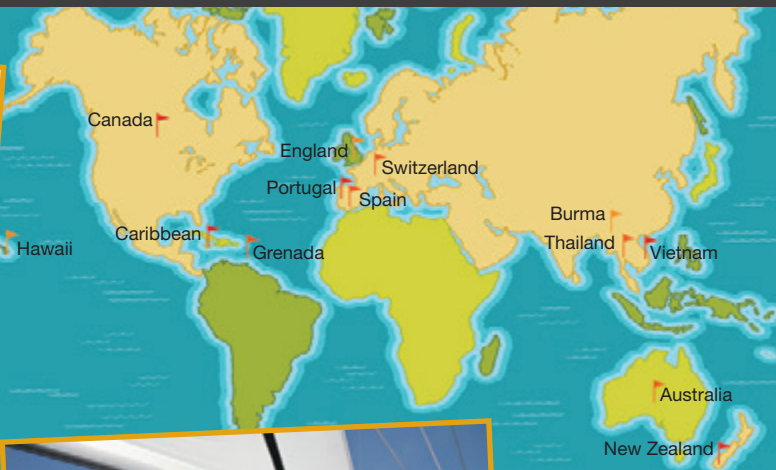 Canada
England
Switzerland
Portugal
Spain
Burma
Caribbean
Thailand
Hawaii
Grenada
Vietnam
Australia
New Zealand